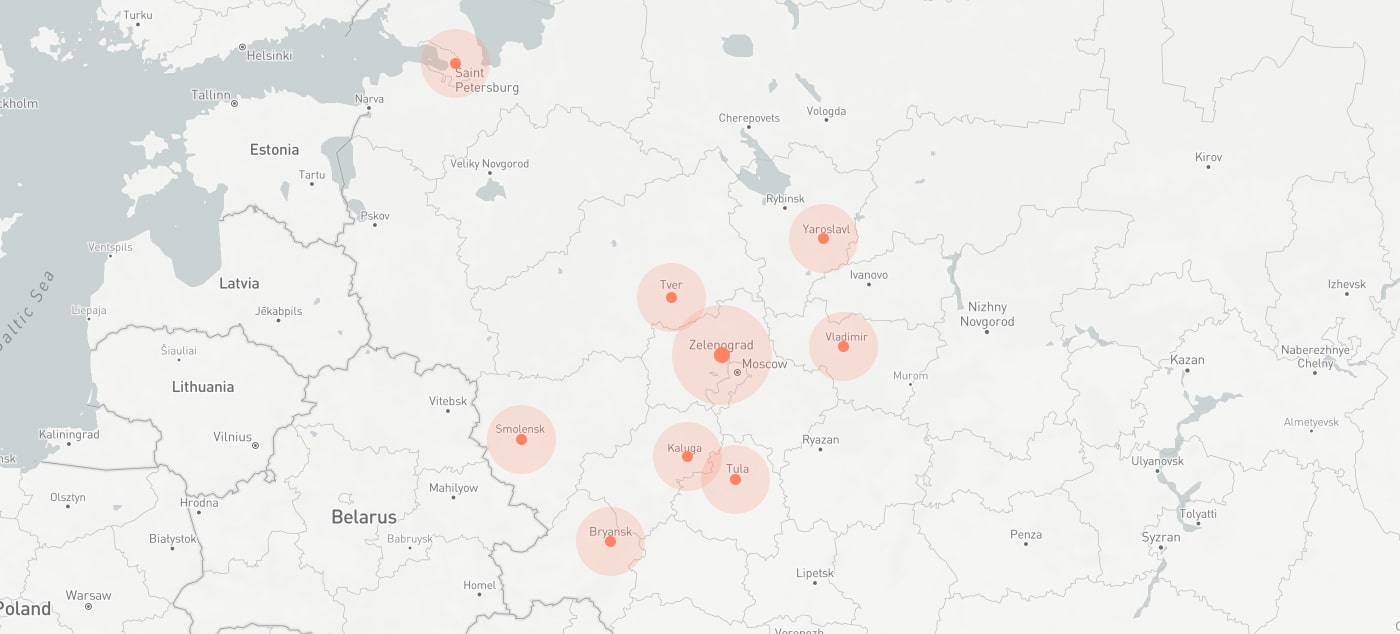 Turku
Helsinki
Saint
Petersburg
Tallinn
Narva
ckholm
Cherepovets
Vologda
Estonia
Veliky Novgorod
Kirov
Tartu
Rybinsk
Pskov
Yaroslavl
Ventspils
Ivanovo
Latvia
Tver
Izhevsk
Baltic Sea
Liepaja
Jēkabpils
Nizhny
Novgorod
Zelenograd
Vladimir
Šiauliai
Moscow
Kazan
Naberezhnye
Chelny
Murom
Lithuania
Vitebsk
Almetyevsk
Smolensk
Kaliningrad
Vilnius
Ryazan
Kaluga
nsk
Tula
Ulyanovsk
Mahilyow
Olsztyn
Hrodna
Belarus
Tolyatti
Bryansk
Białystok
Babruysk
Penza
Syzran
Lipetsk
Homel
Warsaw
Poland
Voronezh